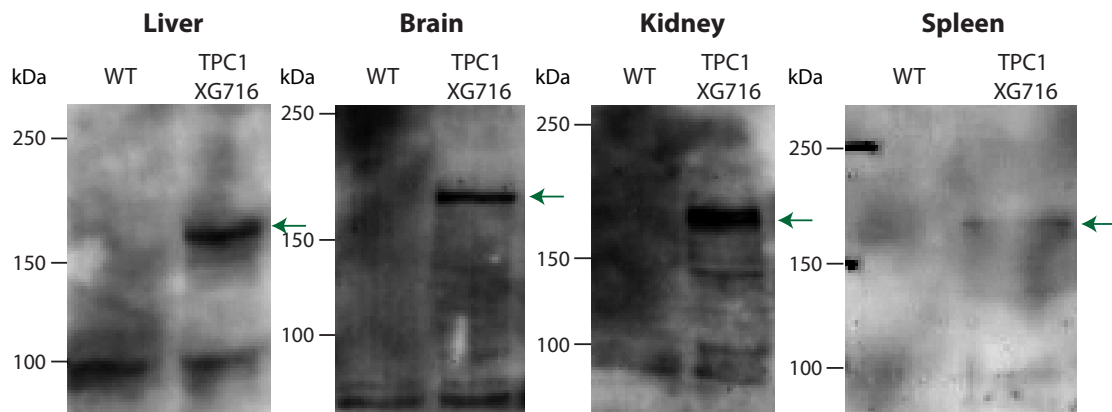 Liver
kDa
WT
TPC1
XG716
250
150
100
Brain
WT
TPC1
XG716
kDa
250
150
100
Kidney
kDa
WT
TPC1
XG716
250
150
100
Spleen
kDa
WT
TPC1
XG716
250
150
100